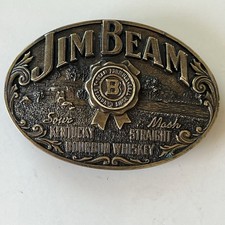 JIM BEAM
B
Sour Mash
KENTUCKY STRAIGHT
BOURBON WHISKEY